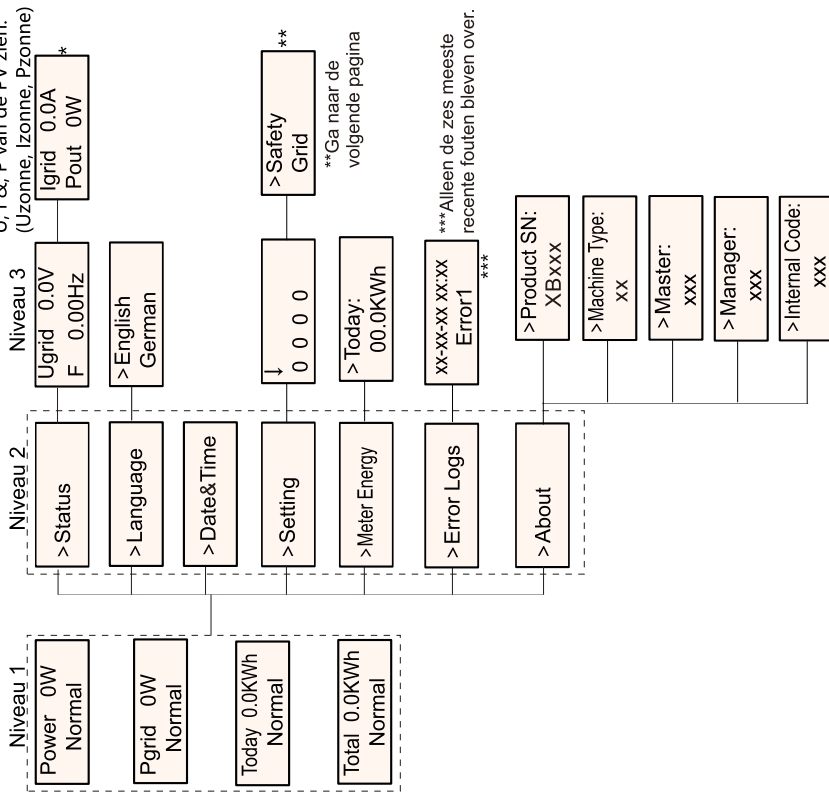 Niveau 1
Power 0W
Normal
Pgrid 0W
Normal
Today 0.0KWh
Normal
Total 0.0KWh
Normal
Niveau 2
>Status
>Language
>Date&Time
>Setting
>Meter Energy
>Error Logs
>About
Niveau 3
Ugrid 0.0V
F 0.00Hz
>English
German
↓
0 0 0 0
>Today:
00.0KWh
xx-xx-xx xx:xx
Error1
***
>Product SN:
XBxxx
>Machine Type:
xx
>Master:
xxx
>Manager:
xxx
>Internal Code:
xxx
U, I &, P van de PV zien.
(Uzonne, Izonne, Pzonne)
Igrid 0.0A
Pout 0W
*
>Safety
Grid
**
**Ga naar de
volgende pagina
***Alleen de zes meeste
recente fouten bleven over.